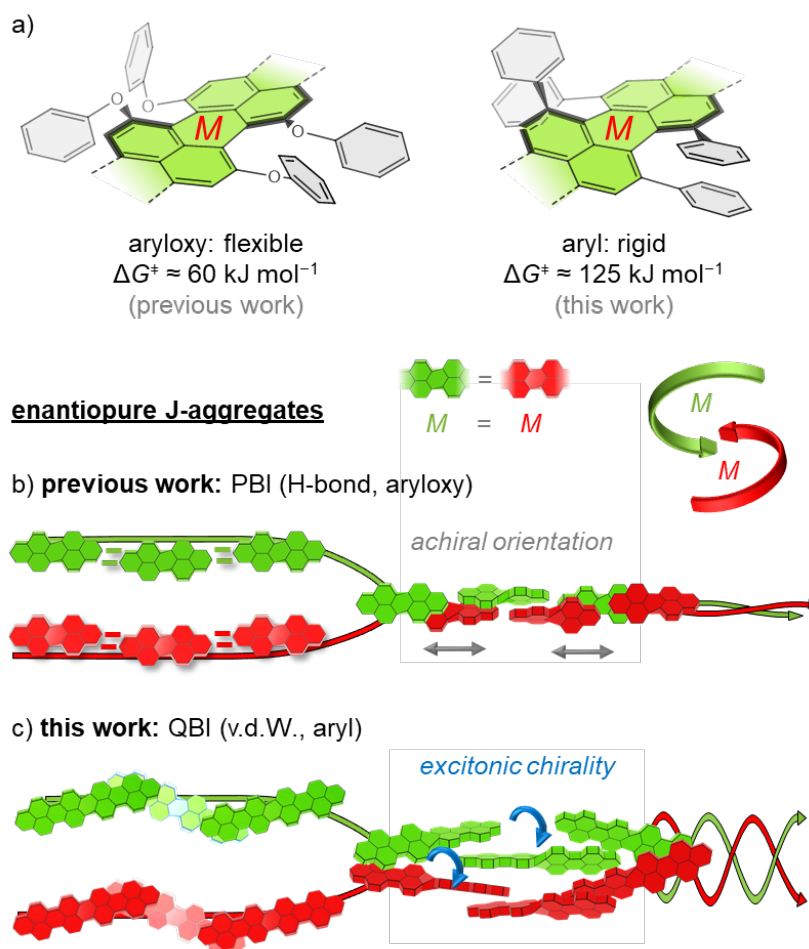 a)
O
O
O
O
M
M
aryloxy: flexible
ΔG‡ ≈ 60 kJ mol⁻¹
(previous work)
aryl: rigid
ΔG‡ ≈ 125 kJ mol⁻¹
(this work)
=
M = M
enantiopure J-aggregates
M
M
b) previous work: PBI (H-bond, aryloxy)
achiral orientation
c) this work: QBI (v.d.W., aryl)
excitonic chirality